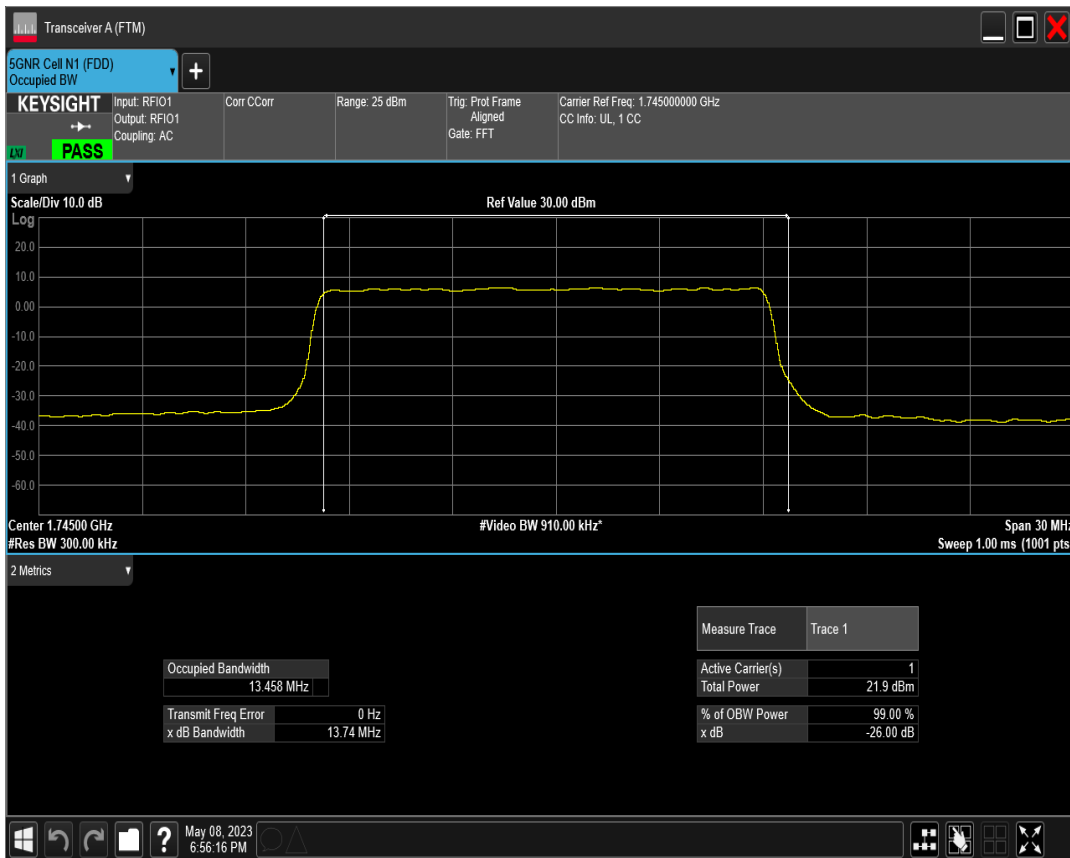 Transceiver A (FTM)
5GNR Cell N1 (FDD)
Occupied BW
+
KEYSIGHT
LXI
PASS
Input: RFIO1
Output: RFIO1
Coupling: AC
Corr CCorr
Range: 25 dBm
Trig: Prot Frame
Aligned
Gate: FFT
Carrier Ref Freq: 1.745000000 GHz
CC Info: UL, 1 CC
1 Graph
Scale/Div 10.0 dB
Ref Value 30.00 dBm
Log
20.0
10.0
0.00
-10.0
-20.0
-30.0
-40.0
-50.0
-60.0
Center 1.74500 GHz
#Video BW 910.00 kHz*
Span 30 MHz
#Res BW 300.00 kHz
Sweep 1.00 ms (1001 pts
2 Metrics
Measure Trace Trace 1
Occupied Bandwidth
13.458 MHz
Active Carrier(s) 1
Total Power 21.9 dBm
Transmit Freq Error 0 Hz
x dB Bandwidth 13.74 MHz
% of OBW Power 99.00 %
x dB -26.00 dB
?
May 08, 2023
6:56:16 PM